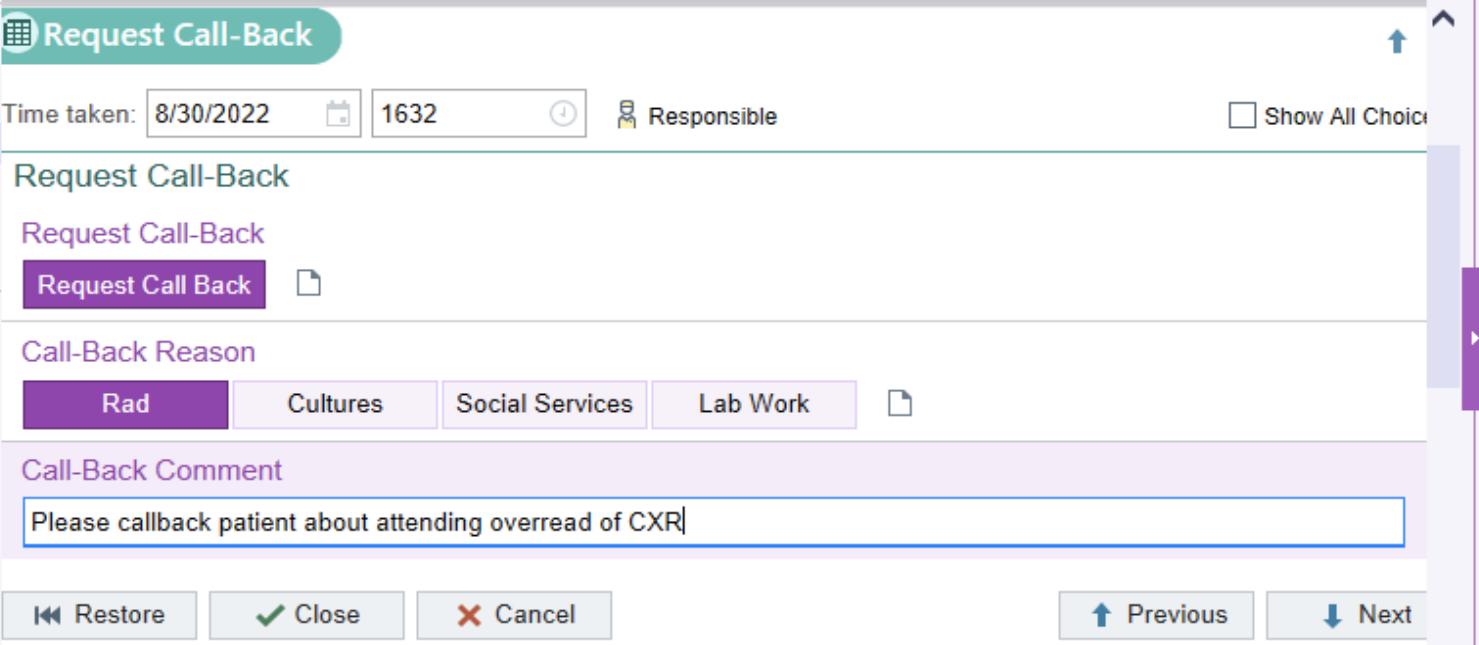 Request Call-Back
Time taken: 8/30/2022 1632 Responsible Show All Choice
Request Call-Back
Request Call-Back
Request Call Back
Call-Back Reason
Rad Cultures Social Services Lab Work
Call-Back Comment
Please callback patient about attending overread of CXR
Restore Close Cancel Previous Next